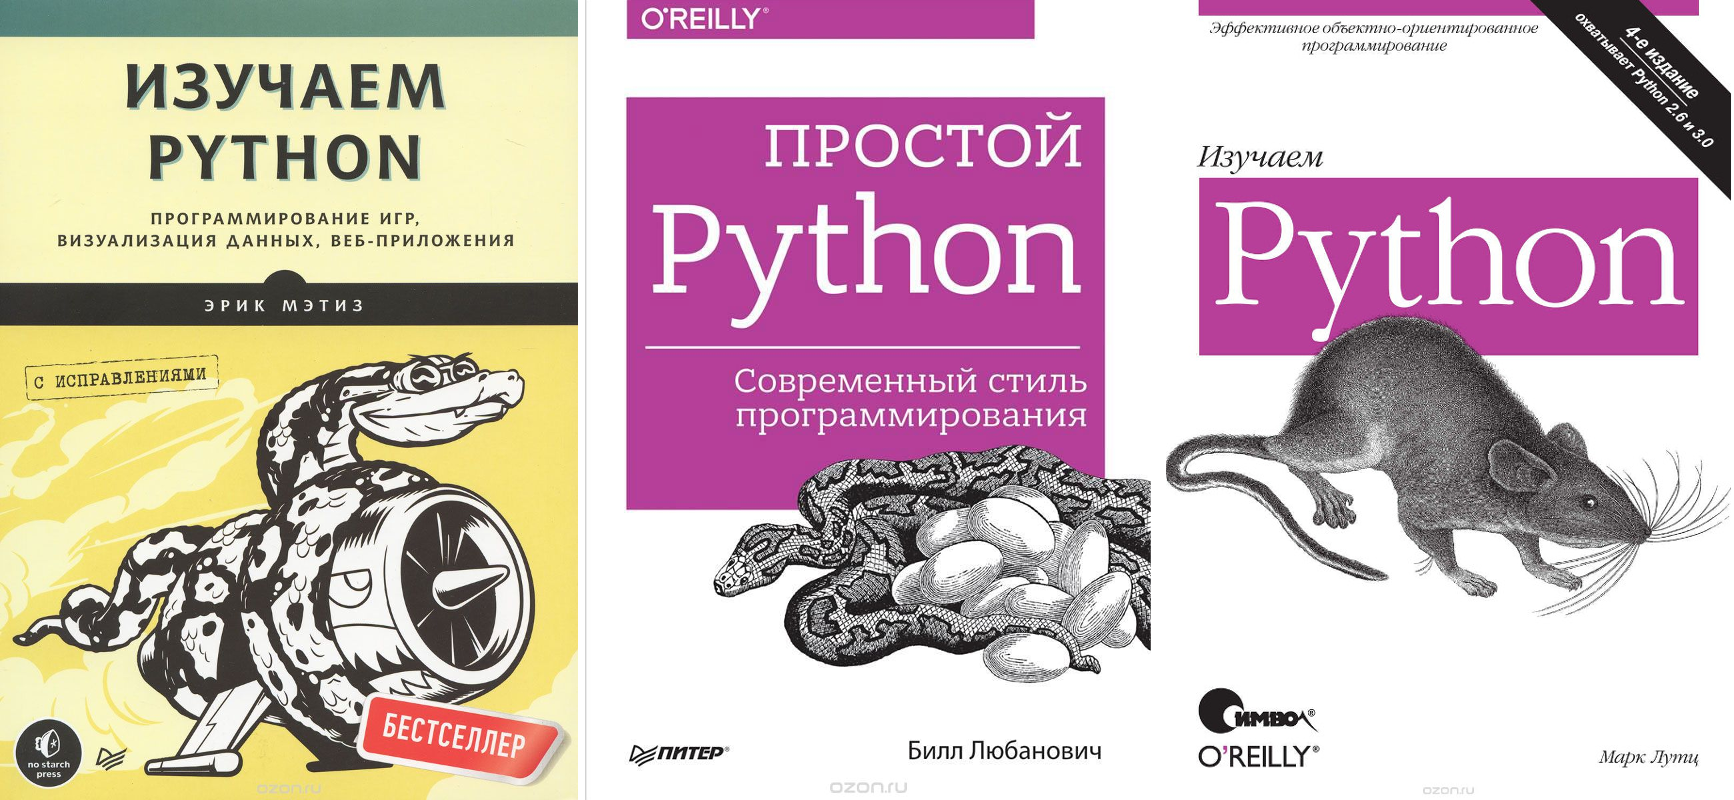 ИЗУЧАЕМ
PYTHON
ПРОГРАММИРОВАНИЕ ИГР,
ВИЗУАЛИЗАЦИЯ ДАННЫХ, ВЕБ-ПРИЛОЖЕНИЯ
ЭРИК МЭТИЗ
С ИСПРАВЛЕНИЯМИ
БЕСТСЕЛЛЕР
no starch
press
ozon.ru
O'REILLY®
ПРОСТОЙ
Python
Современный стиль
программирования
ПИТЕР®
Билл Любанович
ozon.ru
Эффективное объектно-ориентированное
программирование
4-е издание
охватывает Python 2.6 и 3.0
Изучаем
Python
Символ®
O'REILLY®
Марк Лутц
ozon.ru